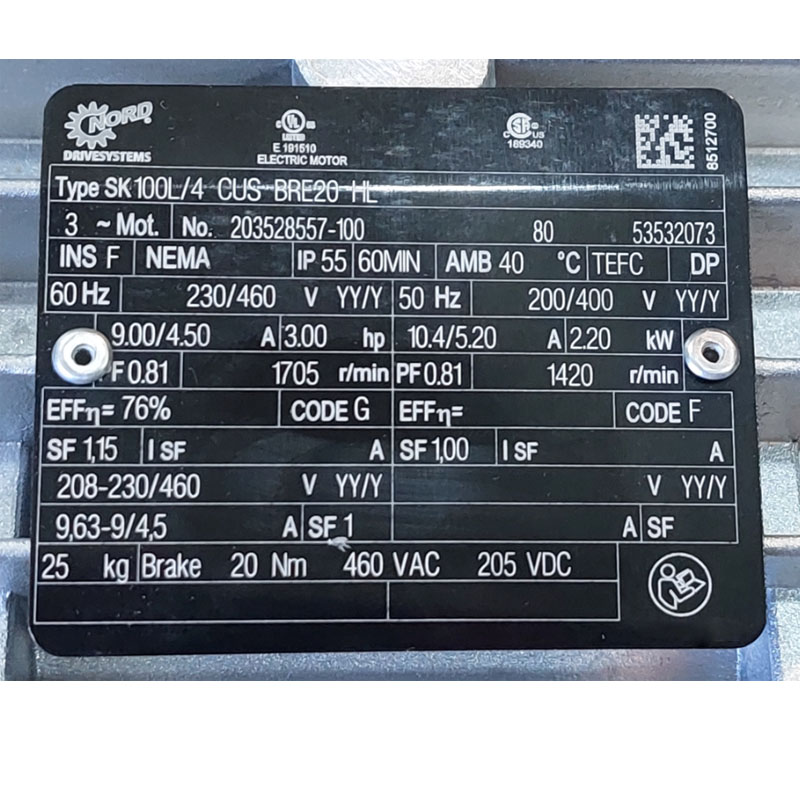 NORD
DRIVESYSTEMS
UL
LISTED
C US
E 191510
ELECTRIC MOTOR
CSA
C US
169340
8512700
Type SK100L/4 CUS BRE20 HL
3 ~ Mot. No. 203528557-100 80 53532073
INS F NEMA IP 55 60MIN AMB 40 °C TEFC DP
60 Hz 230/460 V YY/Y 50 Hz 200/400 V YY/Y
9.00/4.50 A 3.00 hp 10.4/5.20 A 2.20 kW
F 0.81 1705 r/min PF 0.81 1420 r/min
EFFη= 76% CODE G EFFη= CODE F
SF 1,15 I SF A SF 1,00 I SF A
208-230/460 V YY/Y V YY/Y
9,63-9/4,5 A SF 1 A SF
25 kg Brake 20 Nm 460 VAC 205 VDC